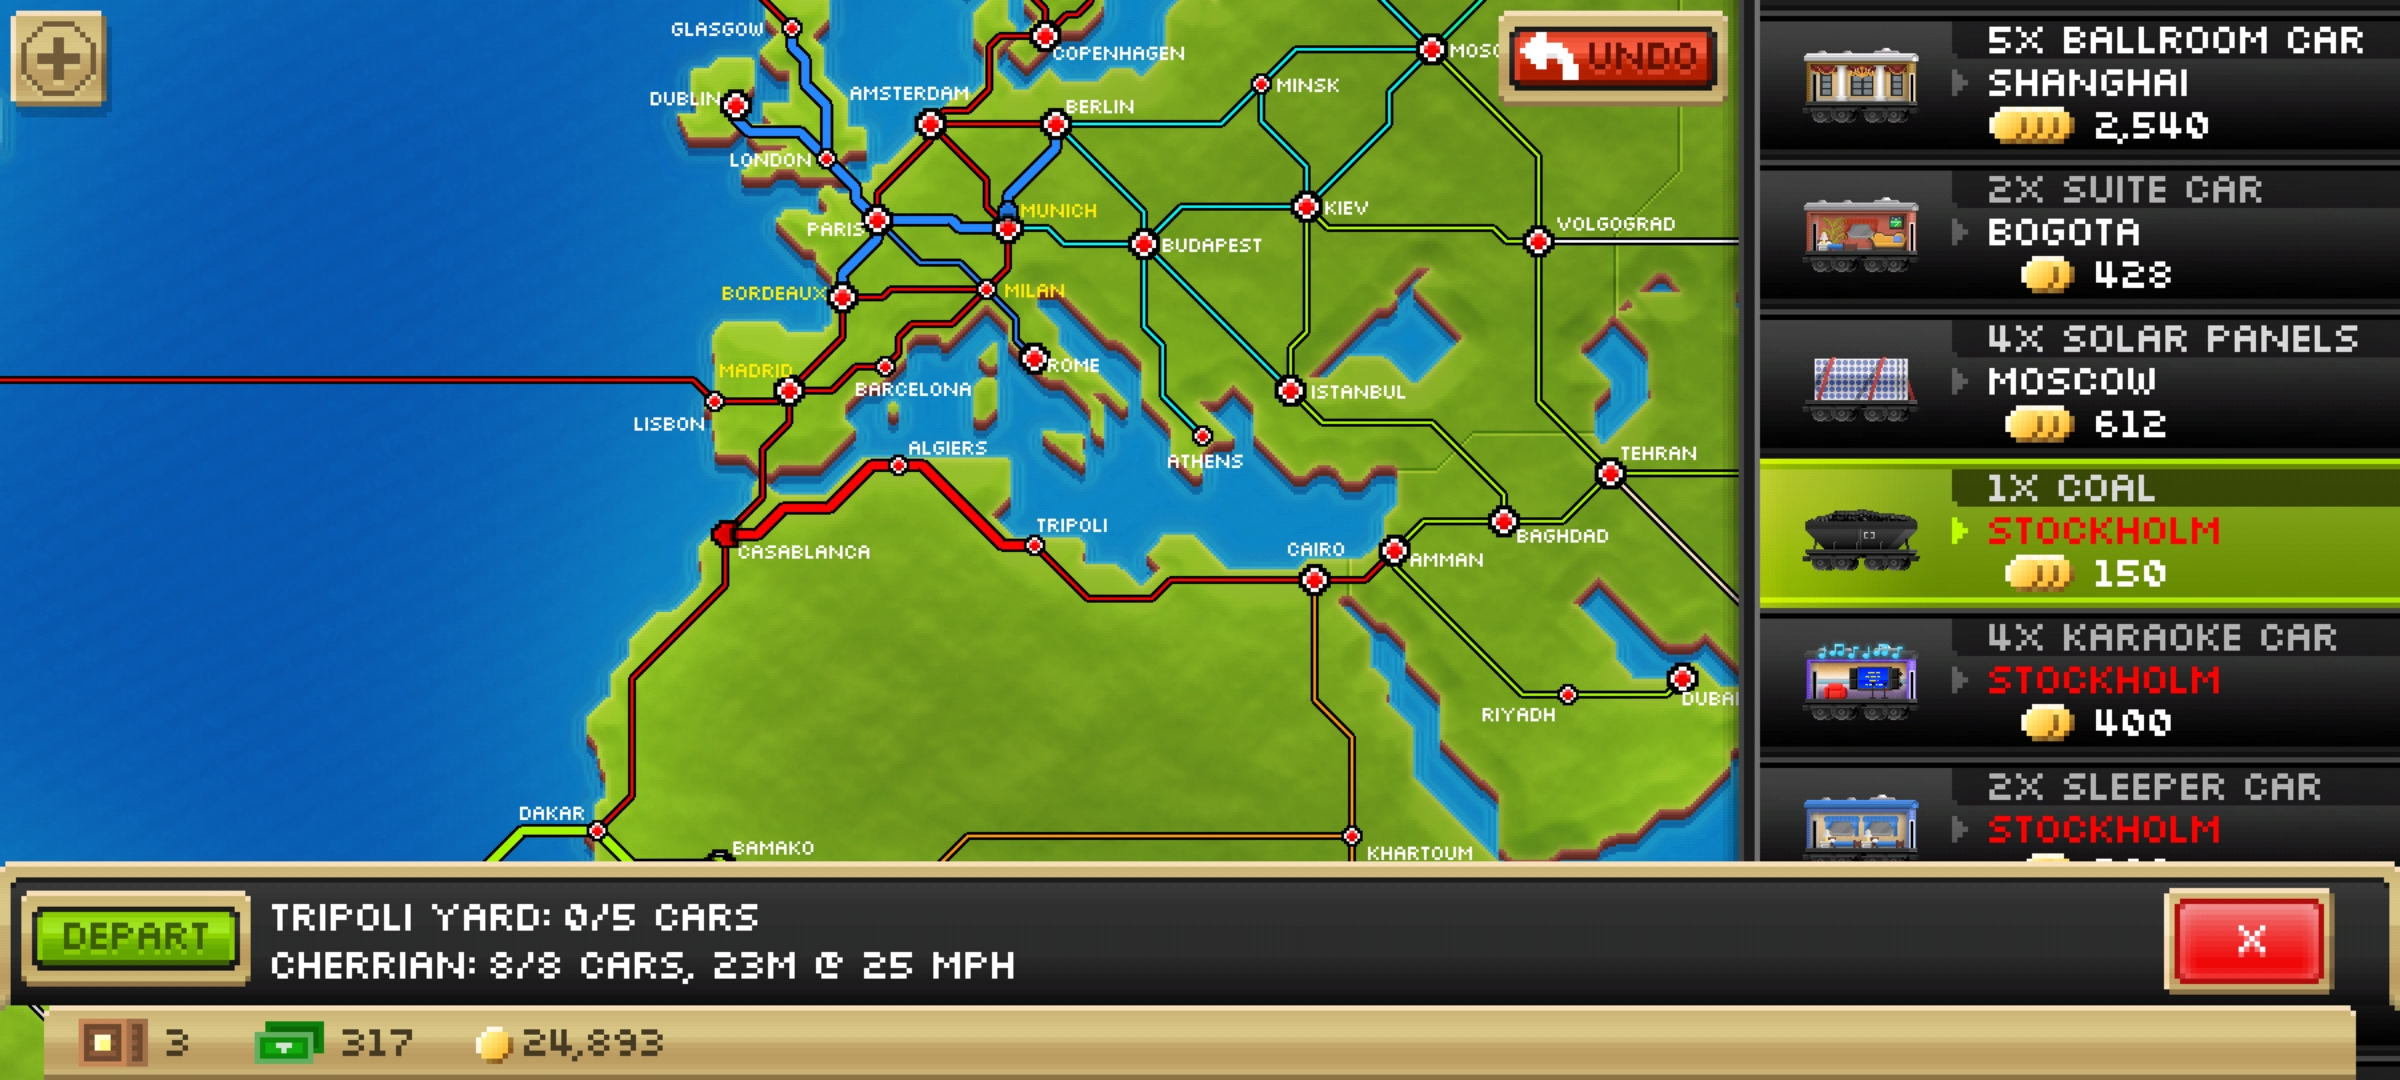 GLASGOW
COPENHAGEN
UNDO
DUBLIN
AMSTERDAM
BERLIN
MINSK
LONDON
PARIS
MUNICH
BUDAPEST
KIEV
VOLGOGRAD
BORDEAUX
MILAN
MADRID
BARCELONA
ROME
ISTANBUL
LISBON
ALGIERS
ATHENS
TEHRAN
CASABLANCA
TRIPOLI
CAIRO
AMMAN
BAGHDAD
RIYADH
DAKAR
BAMAKO
KHARTOUM
5X BALLROOM CAR
SHANGHAI
2,540
2X SUITE CAR
BOGOTA
428
4X SOLAR PANELS
MOSCOW
612
1X COAL
STOCKHOLM
150
4X KARAOKE CAR
STOCKHOLM
400
2X SLEEPER CAR
STOCKHOLM
DEPART
TRIPOLI YARD: 0/5 CARS
CHERRIAN: 8/8 CARS, 23M @ 25 MPH
X
3
317
24,893